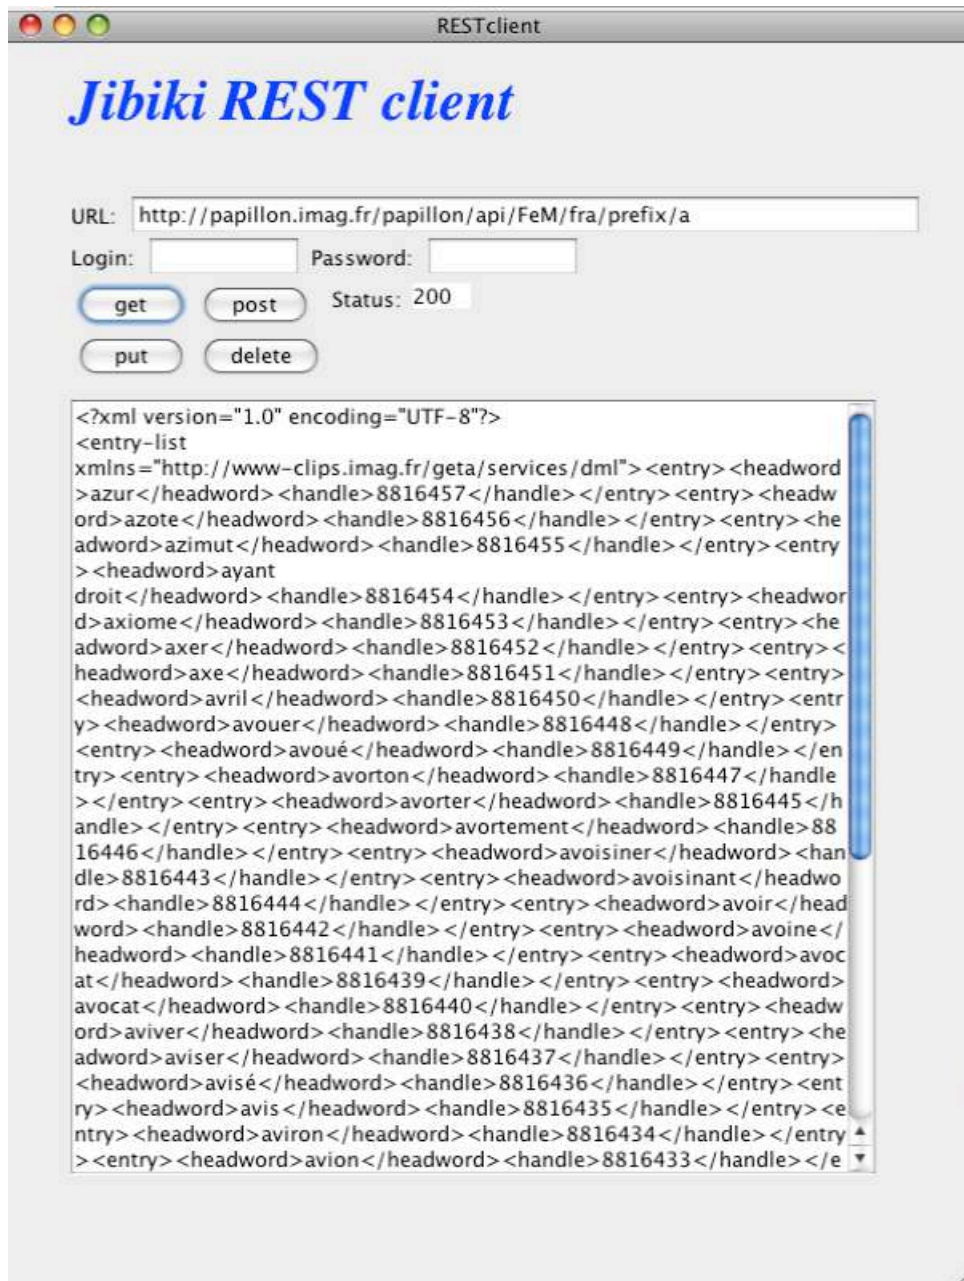 RESTclient
Jibiki REST client
URL: http://papillon.imag.fr/papillon/api/FeM/fra/prefix/a
Login: Password:
get post Status: 200
put delete
<?xml version="1.0" encoding="UTF-8"?>
<entry-list
xmlns="http://www-clips.imag.fr/geta/services/dml"><entry><headword
>azur</headword><handle>8816457</handle></entry><entry><headw
ord>azote</headword><handle>8816456</handle></entry><entry><he
adword>azimut</headword><handle>8816455</handle></entry><entry
><headword>ayant
droit</headword><handle>8816454</handle></entry><entry><headwor
d>axiome</headword><handle>8816453</handle></entry><entry><he
adword>axer</headword><handle>8816452</handle></entry><entry><
headword>axe</headword><handle>8816451</handle></entry><entry>
<headword>avril</headword><handle>8816450</handle></entry><entr
y><headword>avouer</headword><handle>8816448</handle></entry>
<entry><headword>avoué</headword><handle>8816449</handle></en
try><entry><headword>avorton</headword><handle>8816447</handle
></entry><entry><headword>avorter</headword><handle>8816445</h
andle></entry><entry><headword>avortement</headword><handle>88
16446</handle></entry><entry><headword>avoisiner</headword><han
dle>8816443</handle></entry><entry><headword>avoisinant</headwo
rd><handle>8816444</handle></entry><entry><headword>avoir</head
word><handle>8816442</handle></entry><entry><headword>avoine</
headword><handle>8816441</handle></entry><entry><headword>avoc
at</headword><handle>8816439</handle></entry><entry><headword>
avocat</headword><handle>8816440</handle></entry><entry><headw
ord>aviver</headword><handle>8816438</handle></entry><entry><he
adword>aviser</headword><handle>8816437</handle></entry><entry>
<headword>avisé</headword><handle>8816436</handle></entry><ent
ry><headword>avis</headword><handle>8816435</handle></entry><e
ntry><headword>aviron</headword><handle>8816434</handle></entry
><entry><headword>avion</headword><handle>8816433</handle></e